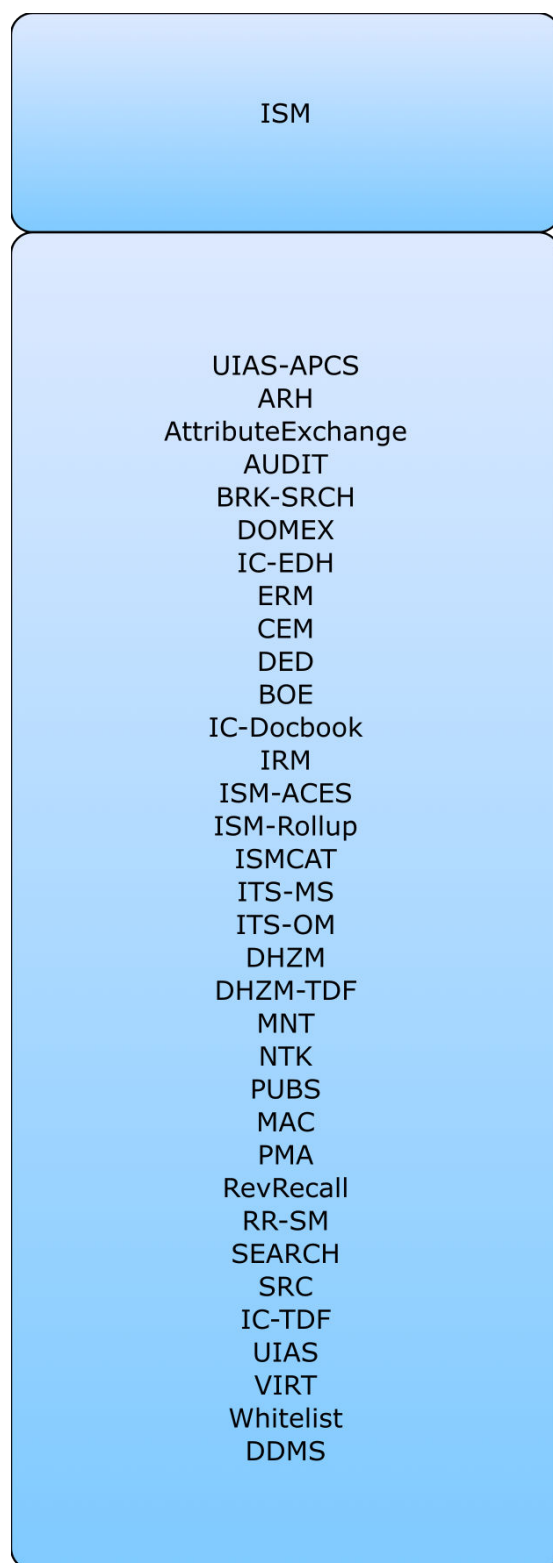 ISM
UIAS-APCS
ARH
AttributeExchange
AUDIT
BRK-SRCH
DOMEX
IC-EDH
ERM
CEM
DED
BOE
IC-Docbook
IRM
ISM-ACES
ISM-Rollup
ISMCAT
ITS-MS
ITS-OM
DHZM
DHZM-TDF
MNT
NTK
PUBS
MAC
PMA
RevRecall
RR-SM
SEARCH
SRC
IC-TDF
UIAS
VIRT
Whitelist
DDMS